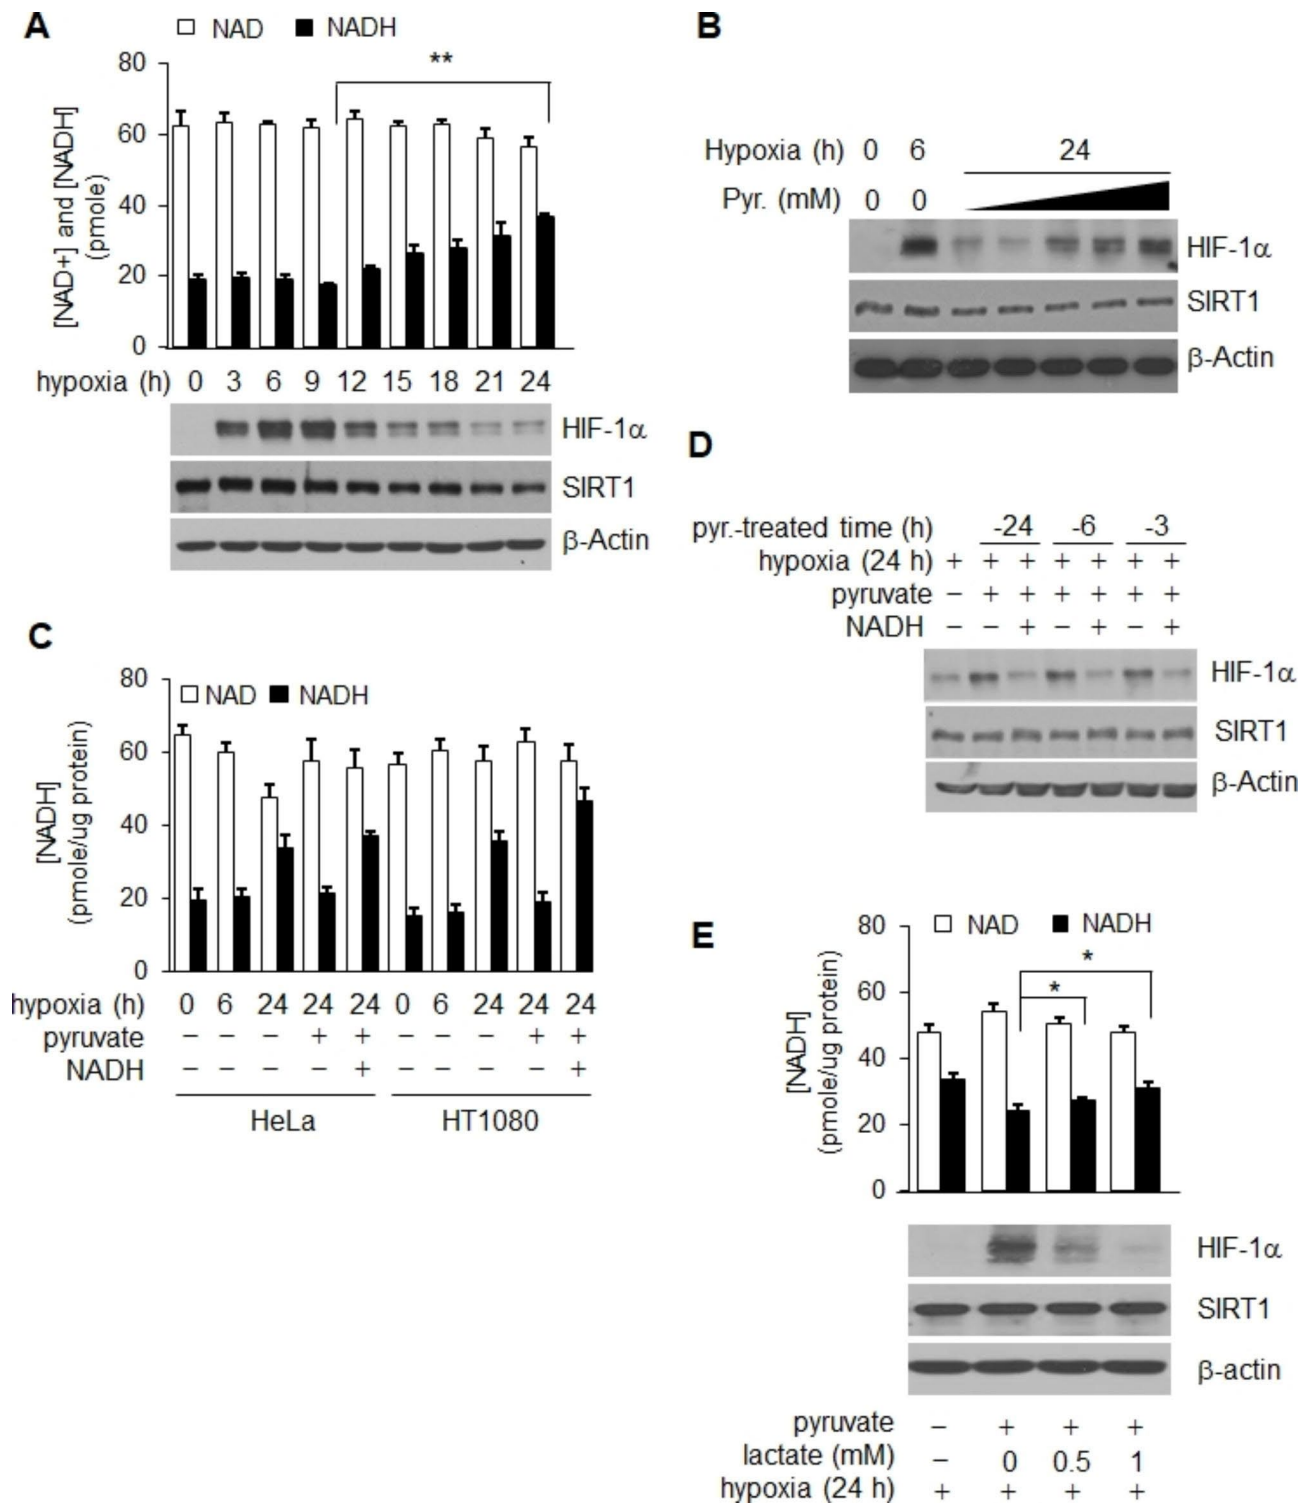 A
NAD NADH
**
80
60
40
20
0
[NAD+] and [NADH]
(pmole)
hypoxia (h) 0 3 6 9 12 15 18 21 24
HIF-1α
SIRT1
β-Actin
B
Hypoxia (h) 0 6 24
Pyr. (mM) 0 0
HIF-1α
SIRT1
β-Actin
C
80
60
40
20
0
NAD NADH
[NADH]
(pmole/ug protein)
hypoxia (h) 0 6 24 24 24 0 6 24 24 24
pyruvate − − − + + − − − + +
NADH − − − − + − − − − +
HeLa HT1080
D
pyr.-treated time (h) -24 -6 -3
hypoxia (24 h) + + + + + + +
pyruvate − + + + + + +
NADH − − + − + − +
HIF-1α
SIRT1
β-Actin
E
80
60
40
20
0
NAD NADH
* *
[NADH]
(pmole/ug protein)
HIF-1α
SIRT1
β-actin
pyruvate − + + +
lactate (mM) − 0 0.5 1
hypoxia (24 h) + + + +